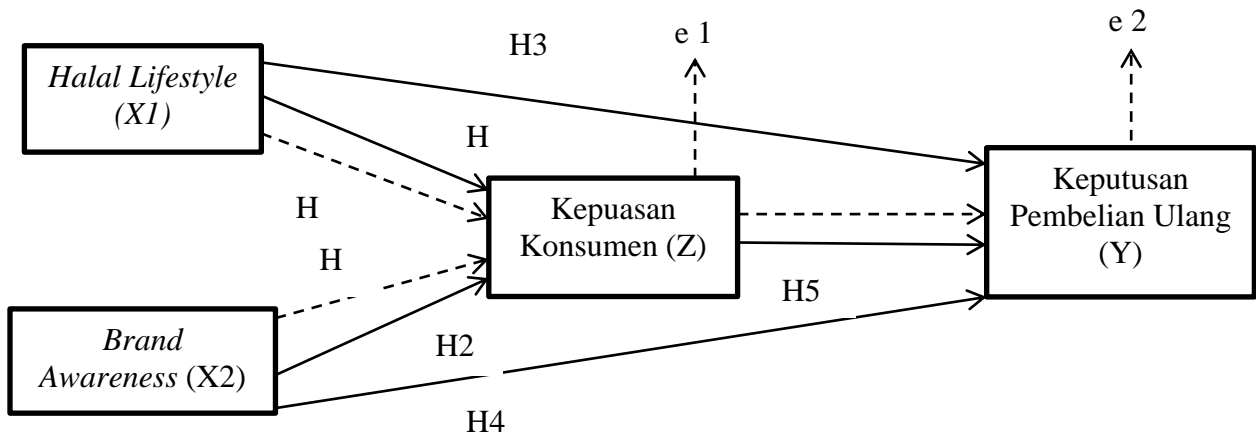 e 1
e 2
H3
Halal Lifestyle
(X1)
H
Keputusan
Pembelian Ulang
(Y)
Kepuasan
Konsumen (Z)
H
H
H5
Brand
Awareness (X2)
H2
H4